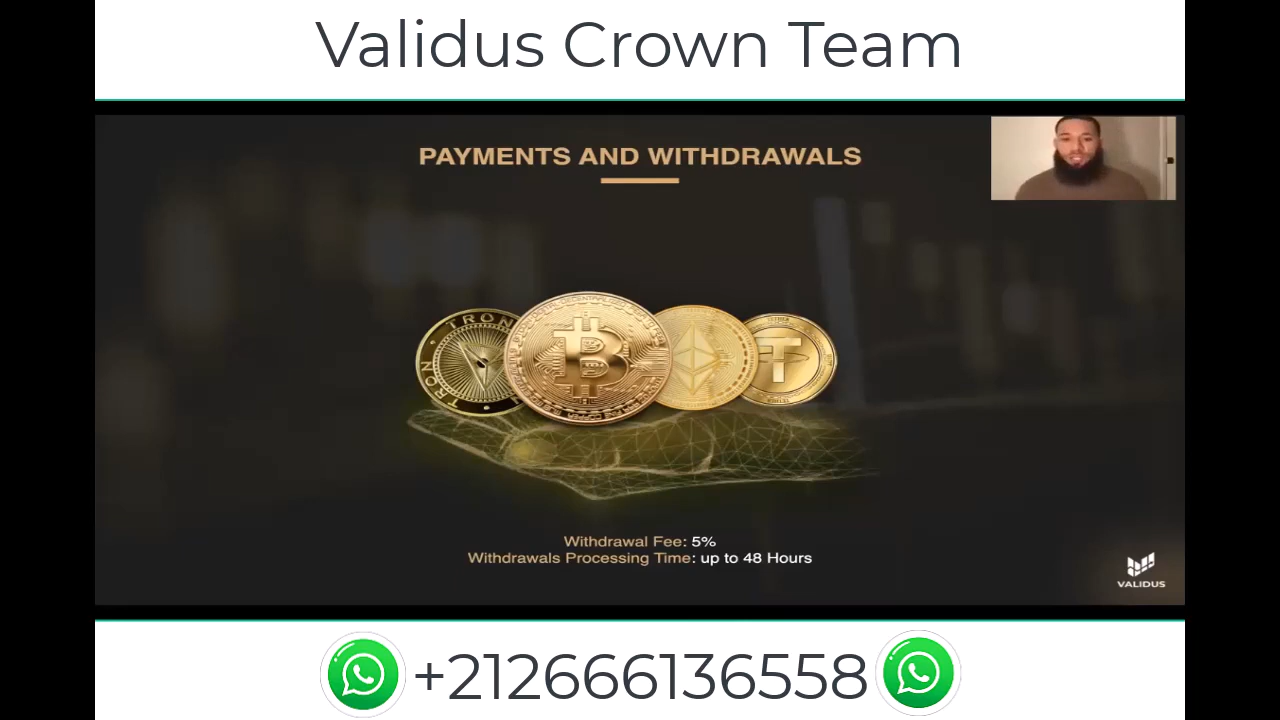 Validus Crown Team
PAYMENTS AND WITHDRAWALS
TRON
TRON
Withdrawal Fee: 5%
Withdrawals Processing Time: up to 48 Hours
VALIDUS
+212666136558